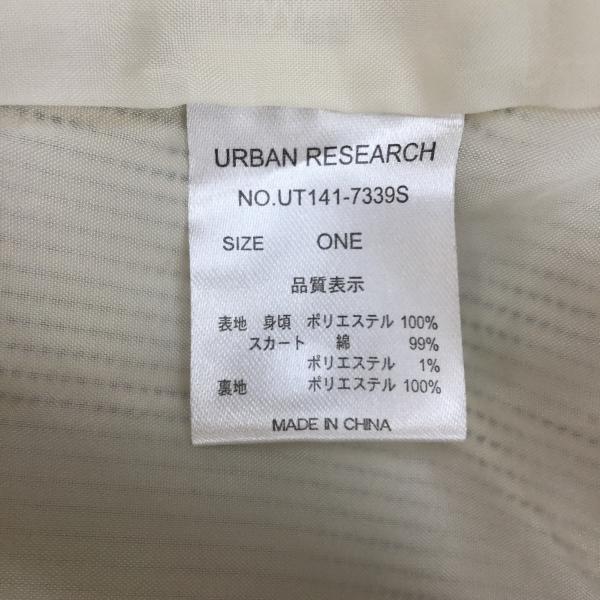 URBAN RESEARCH
NO.UT141-7339S
SIZE ONE
品質表示
表地 身頃 ポリエステル 100%
スカート 綿 99%
ポリエステル 1%
裏地 ポリエステル 100%
MADE IN CHINA